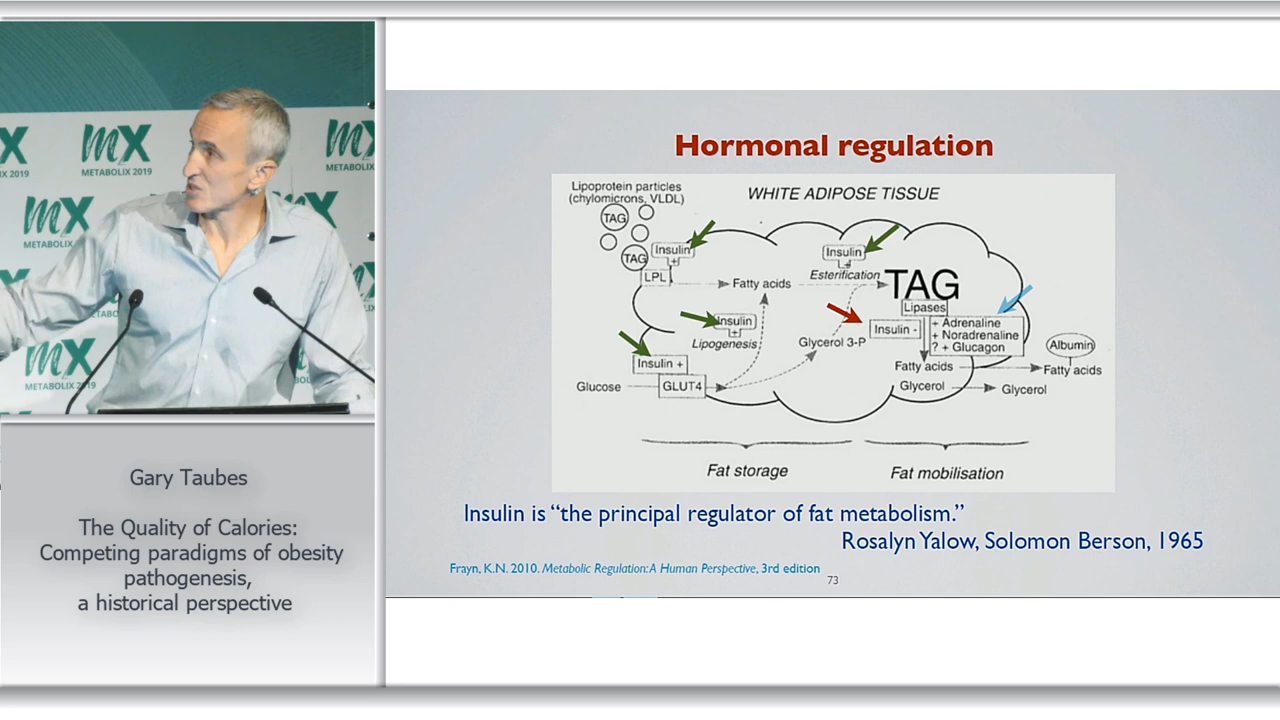 X
X 2019
mX
METABOLIX 2019
mX
METABOLIX
mX
METABOLIX
mX
METABOLIX 2019
Gary Taubes
The Quality of Calories:
Competing paradigms of obesity
pathogenesis,
a historical perspective
Hormonal regulation
Lipoprotein particles
(chylomicrons, VLDL)
WHITE ADIPOSE TISSUE
TAG
TAG
Insulin
(+)
LPL
Fatty acids
Insulin
Esterification
TAG
Lipases
Insulin -
+ Adrenaline
+ Noradrenaline
? + Glucagon
Insulin
(+)
Lipogenesis
Glycerol 3-P
Albumin
Insulin +
Glucose
GLUT4
Fatty acids
Fatty acids
Glycerol
Glycerol
Fat storage
Fat mobilisation
Insulin is “the principal regulator of fat metabolism.”
Rosalyn Yalow, Solomon Berson, 1965
Frayn, K.N. 2010. Metabolic Regulation: A Human Perspective, 3rd edition
73